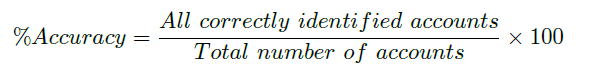 %Accuracy = All correctly identified accounts / Total number of accounts × 100